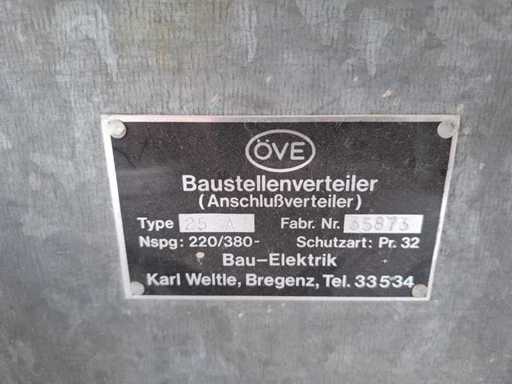 ÖVE
Baustellenverteiler
(Anschlußverteiler)
Type 25 A Fabr. Nr. 35873
Nspg: 220/380- Schutzart: Pr. 32
Bau-Elektrik
Karl Weltle, Bregenz, Tel. 33534